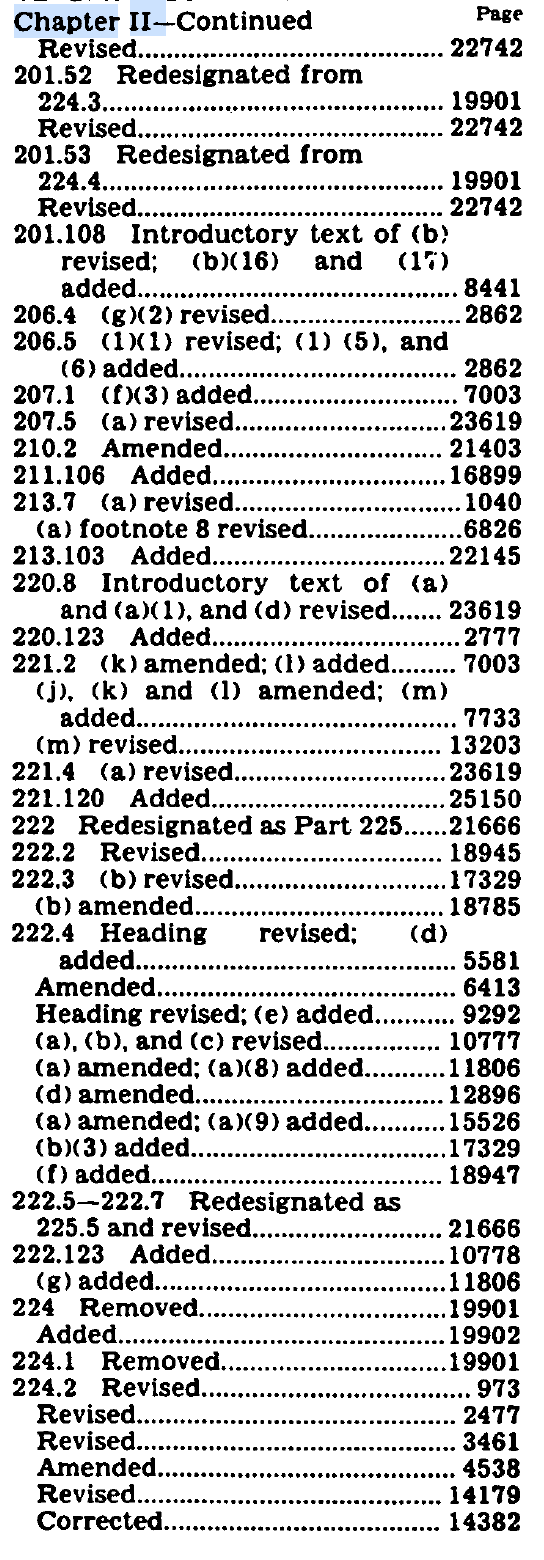 Chapter II—Continued Page
Revised.......................................... 22742
201.52 Redesignated from
224.3.............................................. 19901
Revised.......................................... 22742
201.53 Redesignated from
224.4.............................................. 19901
Revised.......................................... 22742
201.108 Introductory text of (b)
revised; (b)(16) and (17)
added............................................. 8441
206.4 (g)(2) revised......................... 2862
206.5 (l)(1) revised; (l) (5), and
(6) added...................................... 2862
207.1 (f)(3) added........................... 7003
207.5 (a) revised............................. 23619
210.2 Amended............................... 21403
211.106 Added................................ 16899
213.7 (a) revised............................... 1040
(a) footnote 8 revised.....................6826
213.103 Added................................ 22145
220.8 Introductory text of (a)
and (a)(1), and (d) revised....... 23619
220.123 Added.................................. 2777
221.2 (k) amended; (l) added......... 7003
(j), (k) and (l) amended; (m)
added............................................. 7733
(m) revised................................... 13203
221.4 (a) revised............................. 23619
221.120 Added................................ 25150
222 Redesignated as Part 225......21666
222.2 Revised.................................. 18945
222.3 (b) revised............................. 17329
(b) amended................................. 18785
222.4 Heading revised; (d)
added............................................. 5581
Amended........................................ 6413
Heading revised; (e) added........... 9292
(a), (b), and (c) revised................ 10777
(a) amended; (a)(8) added..........11806
(d) amended................................. 12896
(a) amended; (a)(9) added.......... 15526
(b)(3) added................................. 17329
(f) added....................................... 18947
222.5—222.7 Redesignated as
225.5 and revised........................ 21666
222.123 Added................................ 10778
(g) added...................................... 11806
224 Removed.................................. 19901
Added............................................ 19902
224.1 Removed............................... 19901
224.2 Revised.................................... 973
Revised........................................... 2477
Revised........................................... 3461
Amended........................................ 4538
Revised......................................... 14179
Corrected..................................... 14382